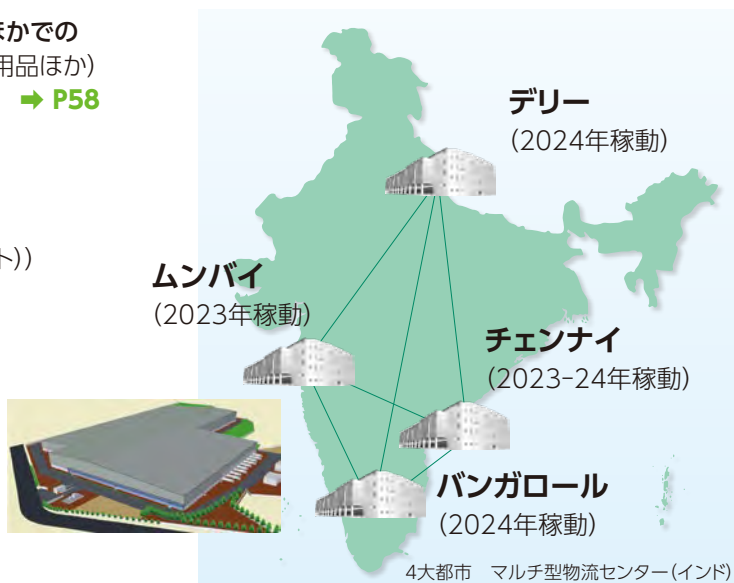 ほかでの
用品ほか)
➡ P58
ト))
デリー
(2024年稼動)
ムンバイ
(2023年稼動)
チェンナイ
(2023-24年稼動)
バンガロール
(2024年稼動)
4大都市　マルチ型物流センター(インド)